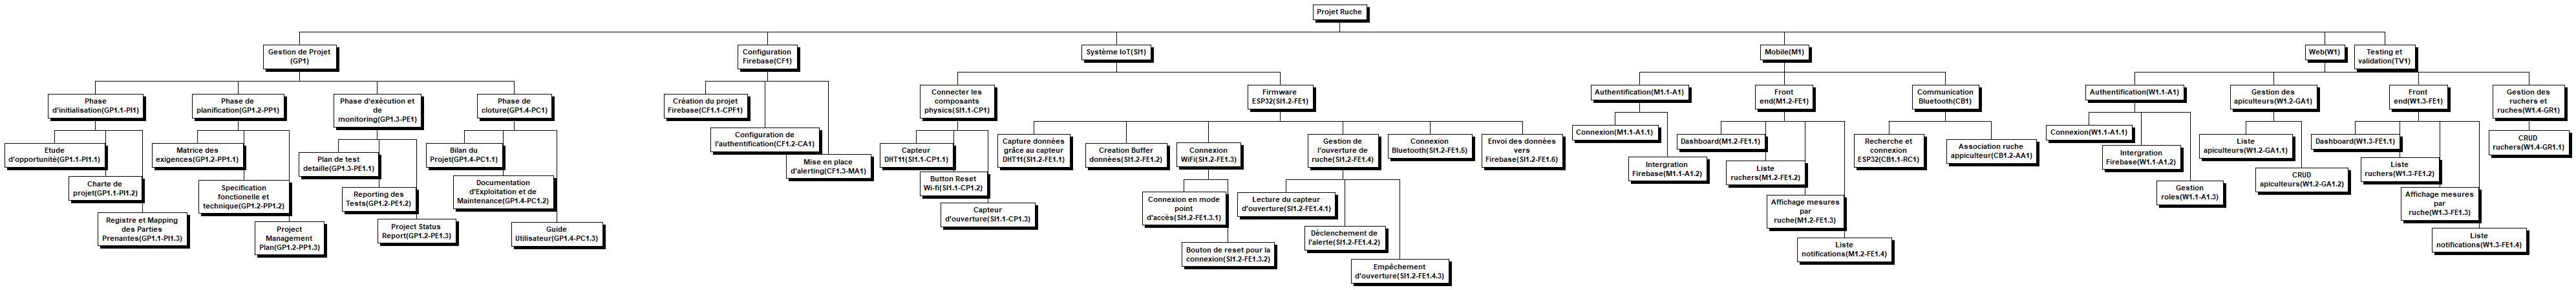 Projet Ruche
Gestion de Projet
(GP1)
Configuration
Firebase(CF1)
Système IoT(SI1)
Mobile(M1)
Web(W1)
Testing et
validation(TV1)
Phase
d'initialisation(GP1.1-PI1)
Phase de
planification(GP1.2-PP1)
Phase d'exècution et
de
monitoring(GP1.3-PE1)
Phase de
cloture(GP1.4-PC1)
Création du projet
Firebase(CF1.1-CPF1)
Connecter les
composants
physics(SI1.1-CP1)
Firmware
ESP32(SI1.2-FE1)
Authentification(M1.1-A1)
Front
end(M1.2-FE1)
Communication
Bluetooth(CB1)
Authentification(W1.1-A1)
Gestion des
apiculteurs(W1.2-GA1)
Front
end(W1.3-FE1)
Gestion des
ruchers et
ruches(W1.4-GR1)
Etude
d'opportunité(GP1.1-PI1.1)
Matrice des
exigences(GP1.2-PP1.1)
Plan de test
detaille(GP1.3-PE1.1)
Bilan du
Projet(GP1.4-PC1.1)
Configuration de
l'authentification(CF1.2-CA1)
Capteur
DHT11(SI1.1-CP1.1)
Capture données
grâce au capteur
DHT11(SI1.2-FE1.1)
Creation Buffer
données(SI1.2-FE1.2)
Connexion
WiFi(SI1.2-FE1.3)
Gestion de
l'ouverture de
ruche(SI1.2-FE1.4)
Connexion
Bluetooth(SI1.2-FE1.5)
Envoi des données
vers
Firebase(SI1.2-FE1.6)
Connexion(M1.1-A1.1)
Dashboard(M1.2-FE1.1)
Recherche et
connexion
ESP32(CB1.1-RC1)
Association ruche
appiculteur(CB1.2-AA1)
Connexion(W1.1-A1.1)
Liste
apiculteurs(W1.2-GA1.1)
Dashboard(W1.3-FE1.1)
CRUD
ruchers(W1.4-GR1.1)
Charte de
projet(GP1.1-PI1.2)
Specification
fonctionelle et
technique(GP1.2-PP1.2)
Reporting des
Tests(GP1.2-PE1.2)
Documentation
d'Exploitation et de
Maintenance(GP1.4-PC1.2)
Mise en place
d'alerting(CF1.3-MA1)
Button Reset
Wi-fi(SI1.1-CP1.2)
Connexion en mode
point
d'accès(SI1.2-FE1.3.1)
Lecture du capteur
d'ouverture(SI1.2-FE1.4.1)
Intergration
Firebase(M1.1-A1.2)
Liste
ruchers(M1.2-FE1.2)
Intergration
Firebase(W1.1-A1.2)
CRUD
apiculteurs(W1.2-GA1.2)
Liste
ruchers(W1.3-FE1.2)
Registre et Mapping
des Parties
Prenantes(GP1.1-PI1.3)
Project
Management
Plan(GP1.2-PP1.3)
Project Status
Report(GP1.2-PE1.3)
Guide
Utilisateur(GP1.4-PC1.3)
Capteur
d'ouverture(SI1.1-CP1.3)
Bouton de reset pour la
connexion(SI1.2-FE1.3.2)
Déclenchement de
l'alerte(SI1.2-FE1.4.2)
Affichage mesures
par
ruche(M1.2-FE1.3)
Gestion
roles(W1.1-A1.3)
Affichage mesures
par
ruche(W1.3-FE1.3)
Empêchement
d'ouverture(SI1.2-FE1.4.3)
Liste
notifications(M1.2-FE1.4)
Liste
notifications(W1.3-FE1.4)